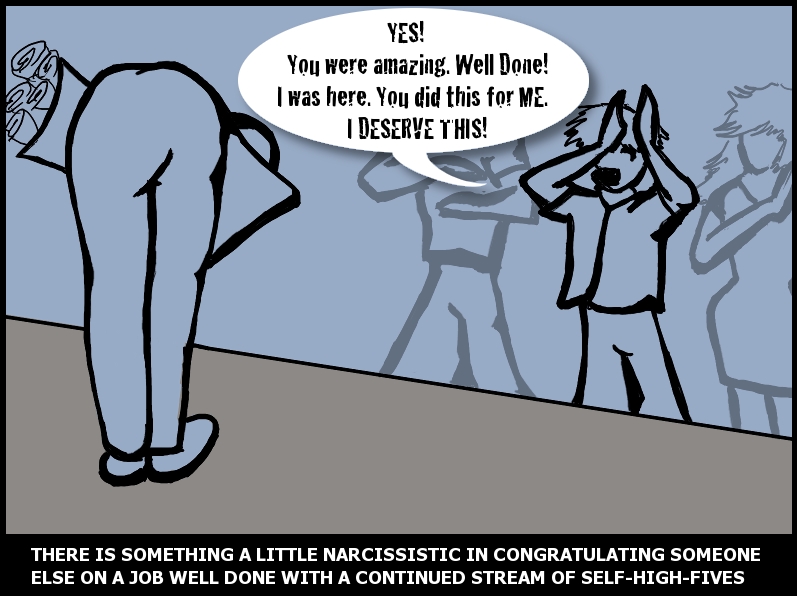 YES!
You were amazing. Well Done!
I was here. You did this for ME.
I DESERVE THIS!
THERE IS SOMETHING A LITTLE NARCISSISTIC IN CONGRATULATING SOMEONE
ELSE ON A JOB WELL DONE WITH A CONTINUED STREAM OF SELF-HIGH-FIVES